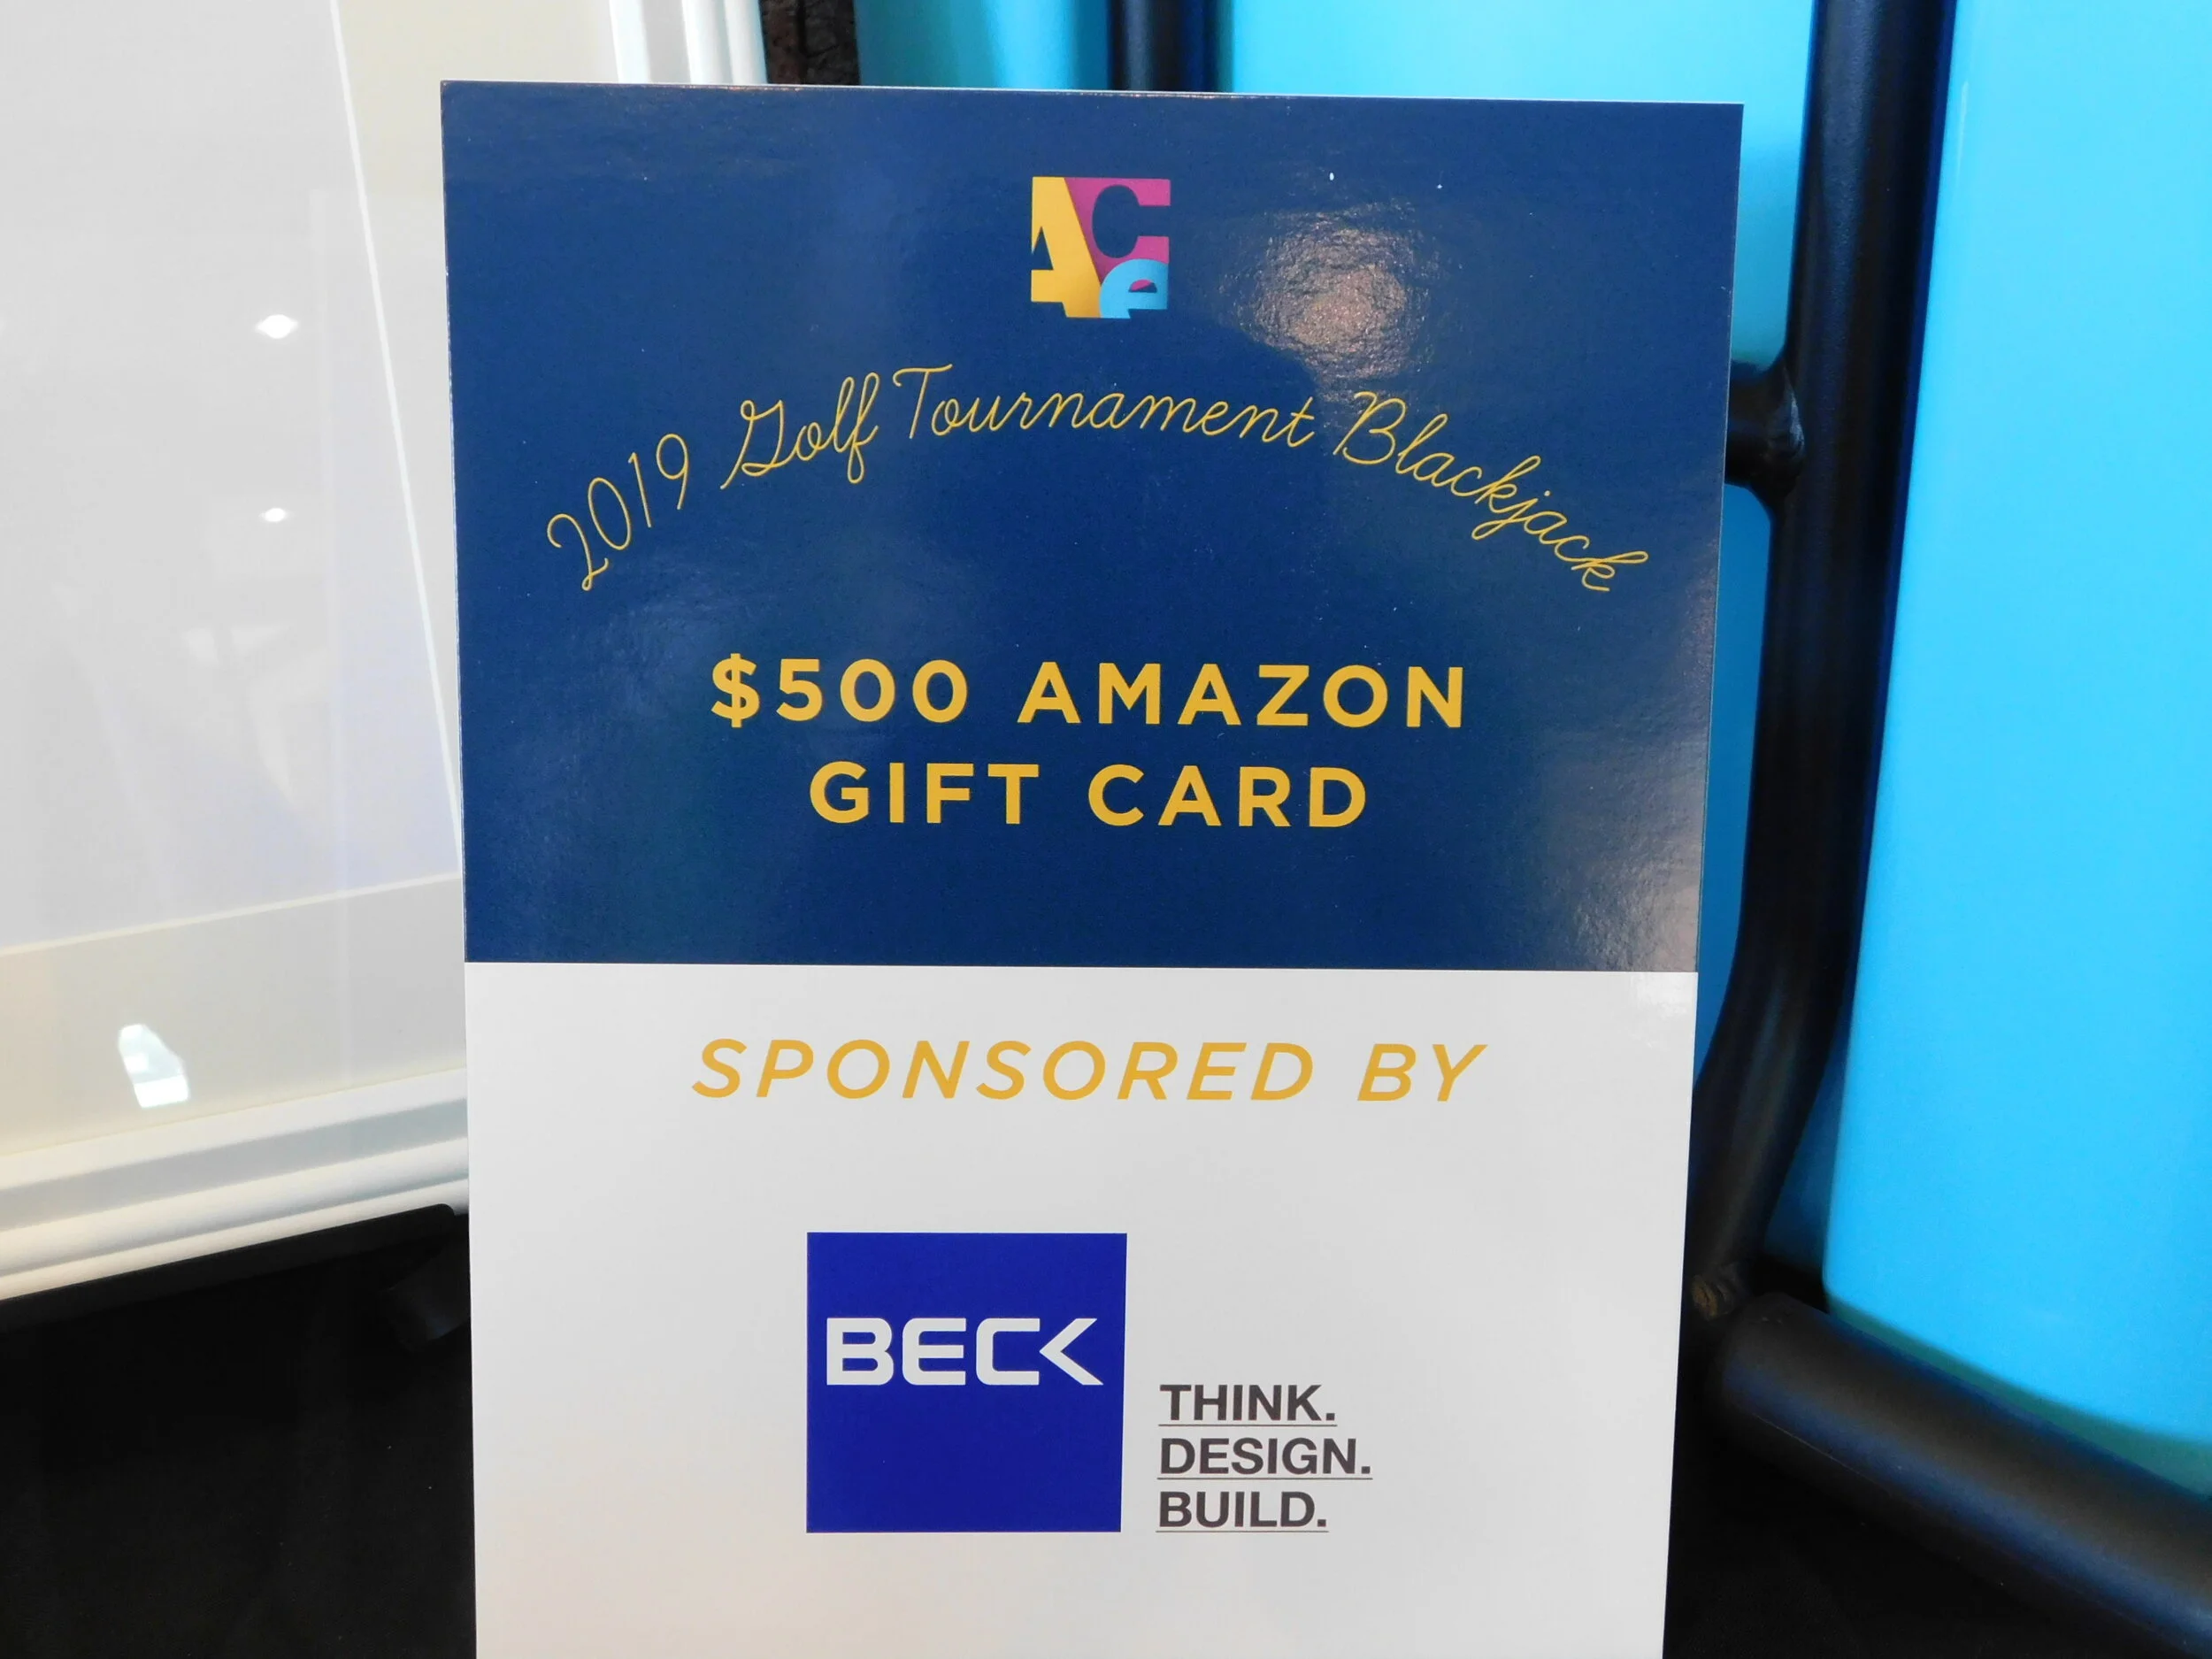 ACe
2019 Golf Tournament Blackjack
$500 AMAZON
GIFT CARD
SPONSORED BY
BECK
THINK.
DESIGN.
BUILD.